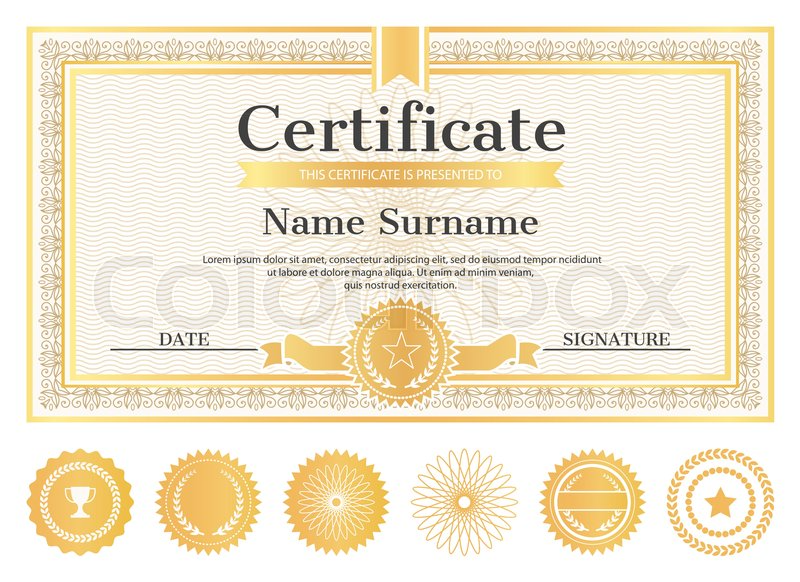 Certificate
THIS CERTIFICATE IS PRESENTED TO
Name Surname
Lorem ipsum dolor sit amet, consectetur adipiscing elit, sed do eiusmod tempor incididunt
ut labore et dolore magna aliqua. Ut enim ad minim veniam,
quis nostrud exercitation.
Colourbox
DATE
SIGNATURE